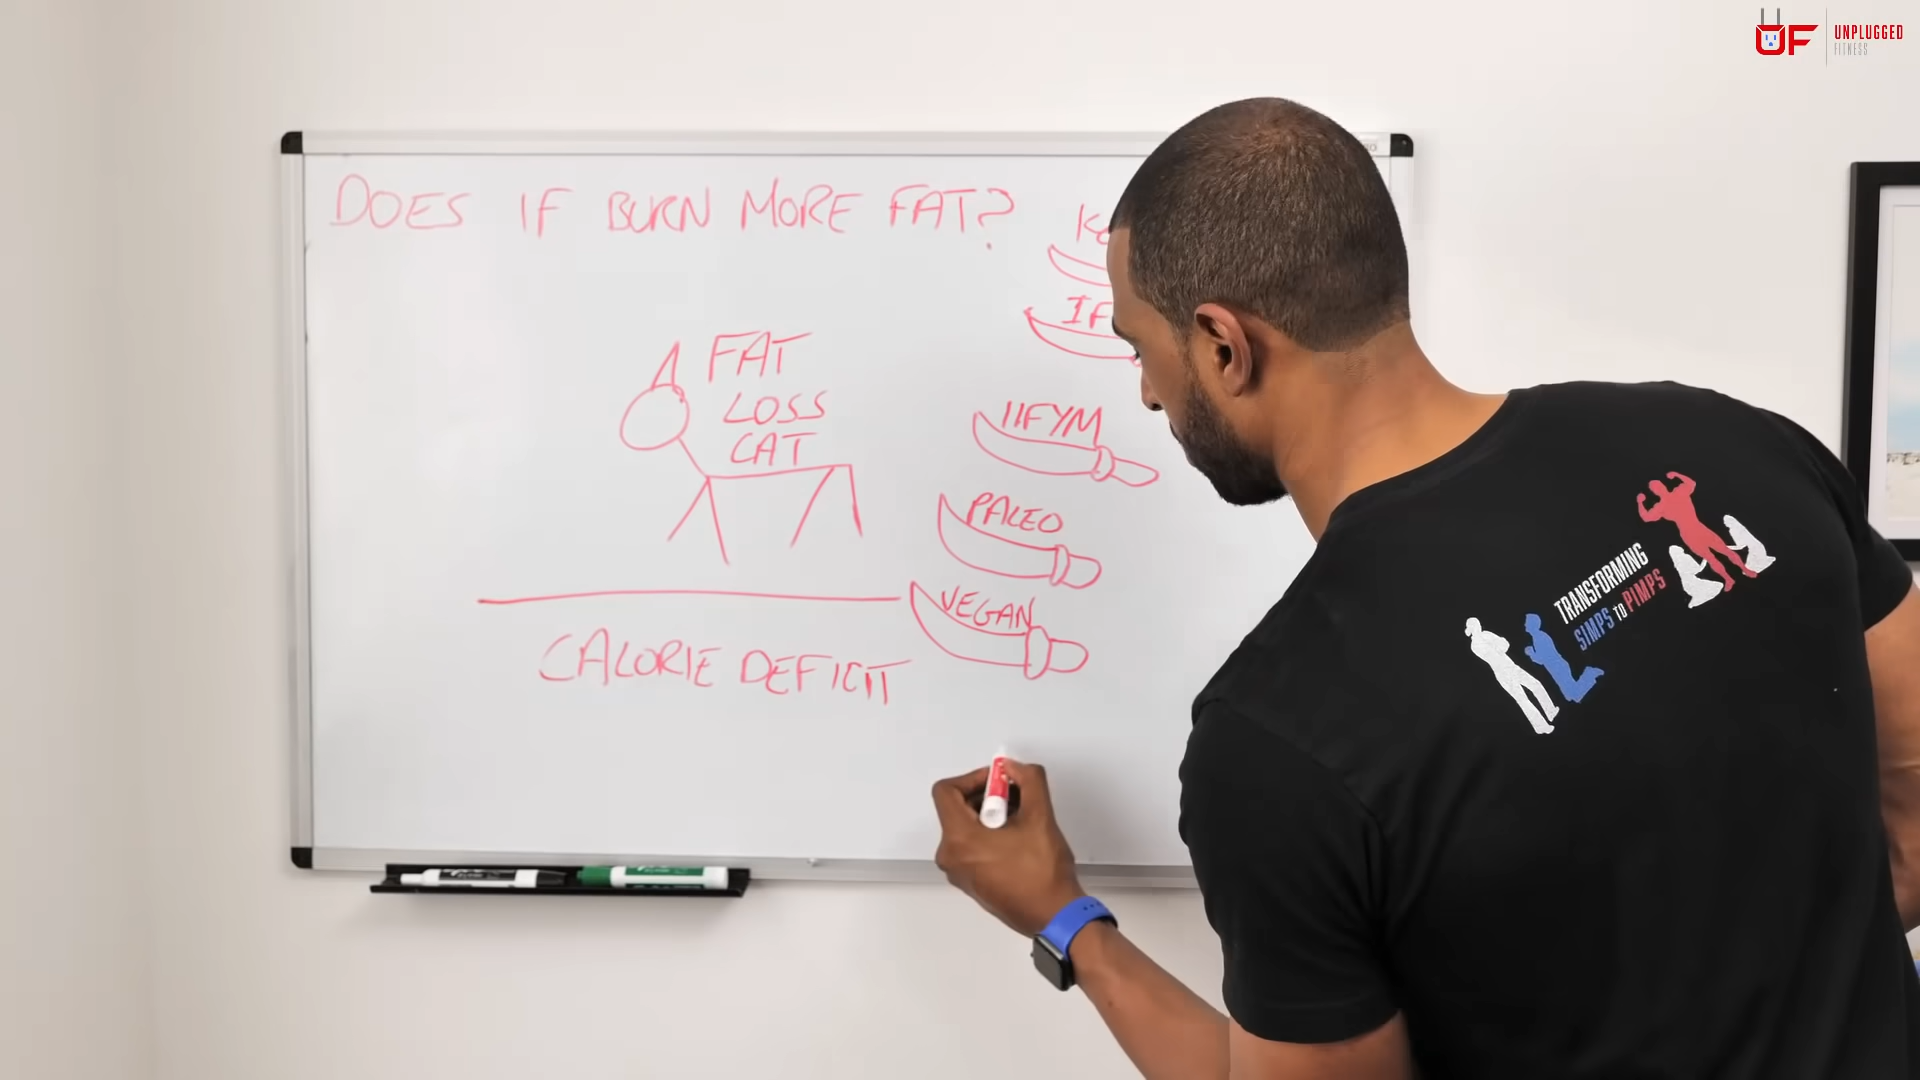 UF UNPLUGGED
FITNESS
DOES IF BURN MORE FAT?
IF
FAT
LOSS
CAT
IIFYM
PALEO
VEGAN
CALORIE DEFICIT
TRANSFORMING
SIMPS TO PIMPS